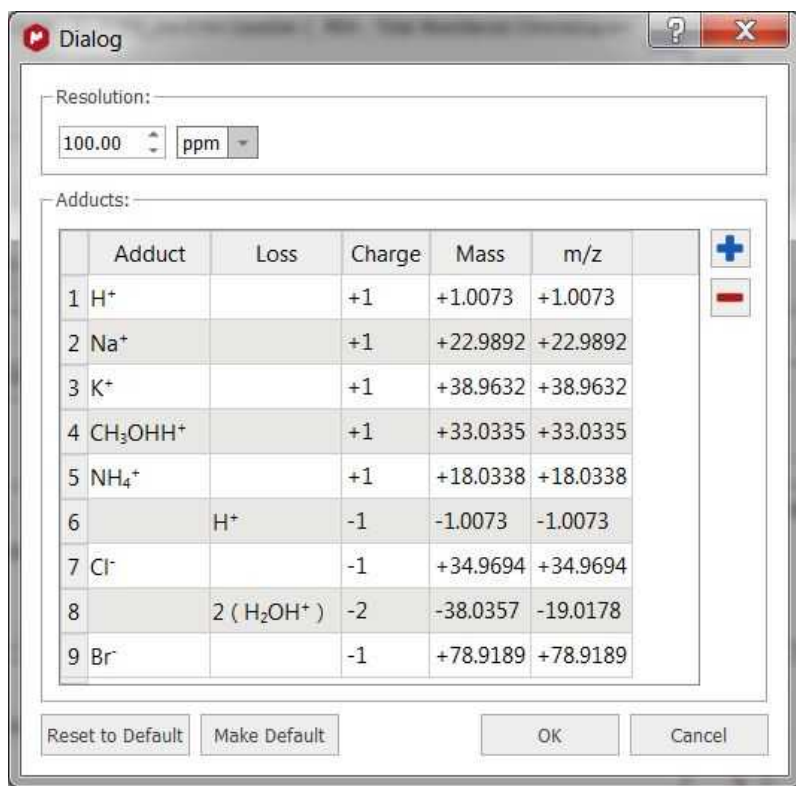 Dialog
Resolution:
100.00 ppm
Adducts:
Adduct Loss Charge Mass m/z
1 H⁺ +1 +1.0073 +1.0073
2 Na⁺ +1 +22.9892 +22.9892
3 K⁺ +1 +38.9632 +38.9632
4 CH₃OHH⁺ +1 +33.0335 +33.0335
5 NH₄⁺ +1 +18.0338 +18.0338
6 H⁺ -1 -1.0073 -1.0073
7 Cl⁻ -1 +34.9694 +34.9694
8 2 ( H₂OH⁺ ) -2 -38.0357 -19.0178
9 Br⁻ -1 +78.9189 +78.9189
Reset to Default Make Default OK Cancel